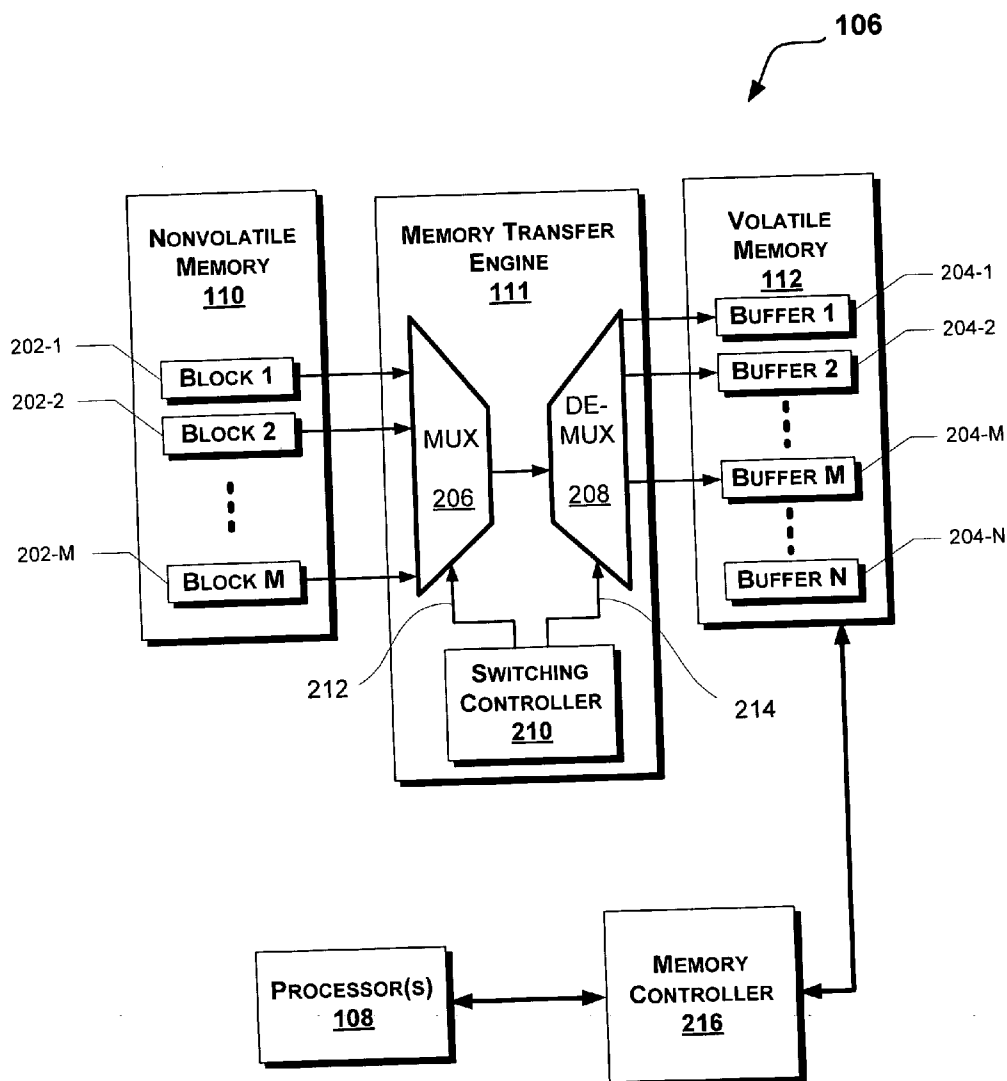 106
NONVOLATILE
MEMORY
110
MEMORY TRANSFER
ENGINE
111
VOLATILE
MEMORY
112
204-1
BUFFER 1
204-2
BUFFER 2
202-1
BLOCK 1
202-2
BLOCK 2
MUX
206
DE-
MUX
208
204-M
BUFFER M
202-M
BLOCK M
204-N
BUFFER N
212
SWITCHING
CONTROLLER
210
214
PROCESSOR(S)
108
MEMORY
CONTROLLER
216